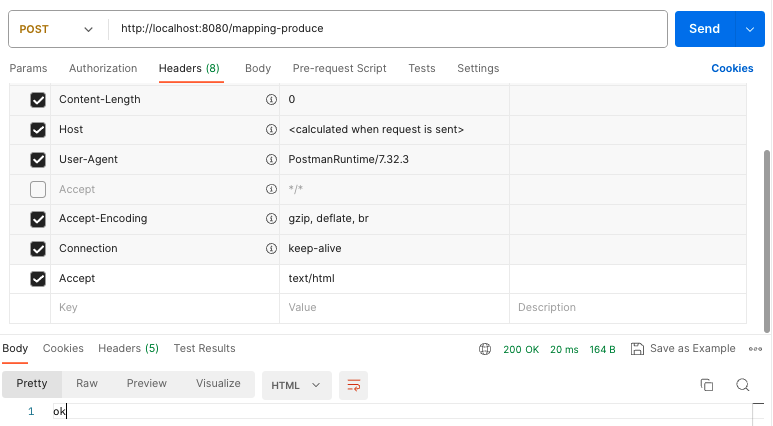 POST http://localhost:8080/mapping-produce Send
Params Authorization Headers (8) Body Pre-request Script Tests Settings Cookies
Content-Length 0
Host <calculated when request is sent>
User-Agent PostmanRuntime/7.32.3
Accept */*
Accept-Encoding gzip, deflate, br
Connection keep-alive
Accept text/html
Key Value Description
Body Cookies Headers (5) Test Results 200 OK 20 ms 164 B Save as Example
Pretty Raw Preview Visualize HTML
1 ok